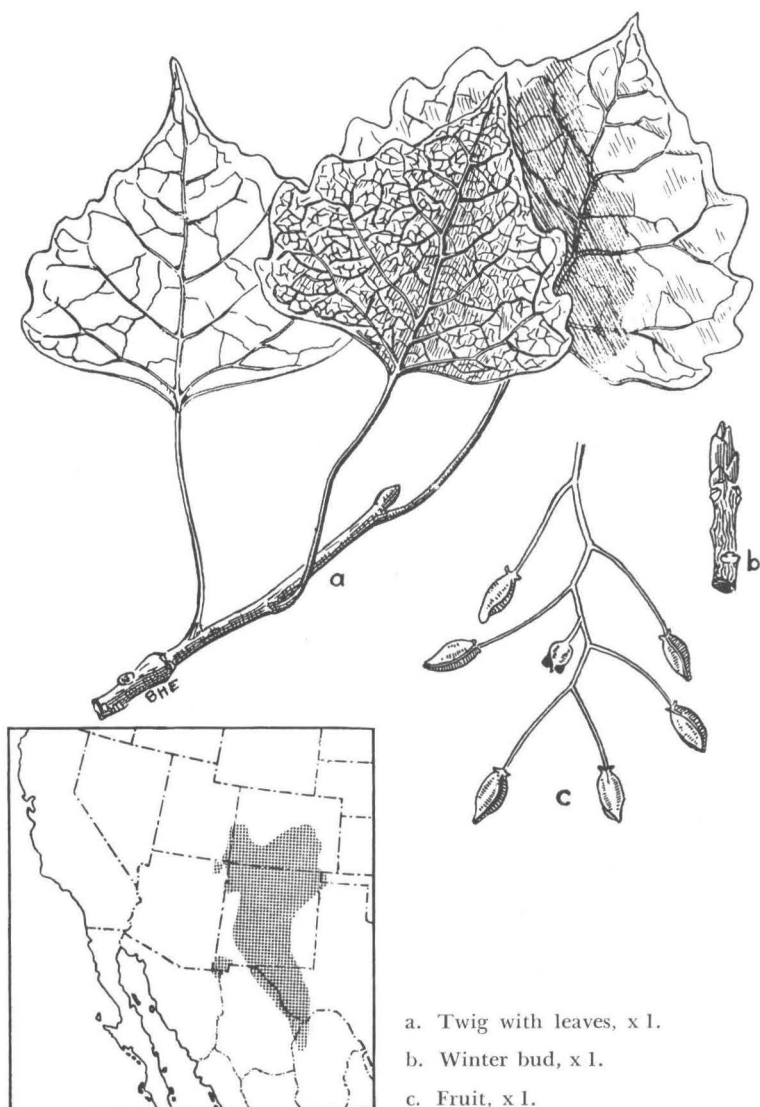 a
BHE
b
c
a. Twig with leaves, x 1.
b. Winter bud, x 1.
c. Fruit, x 1.